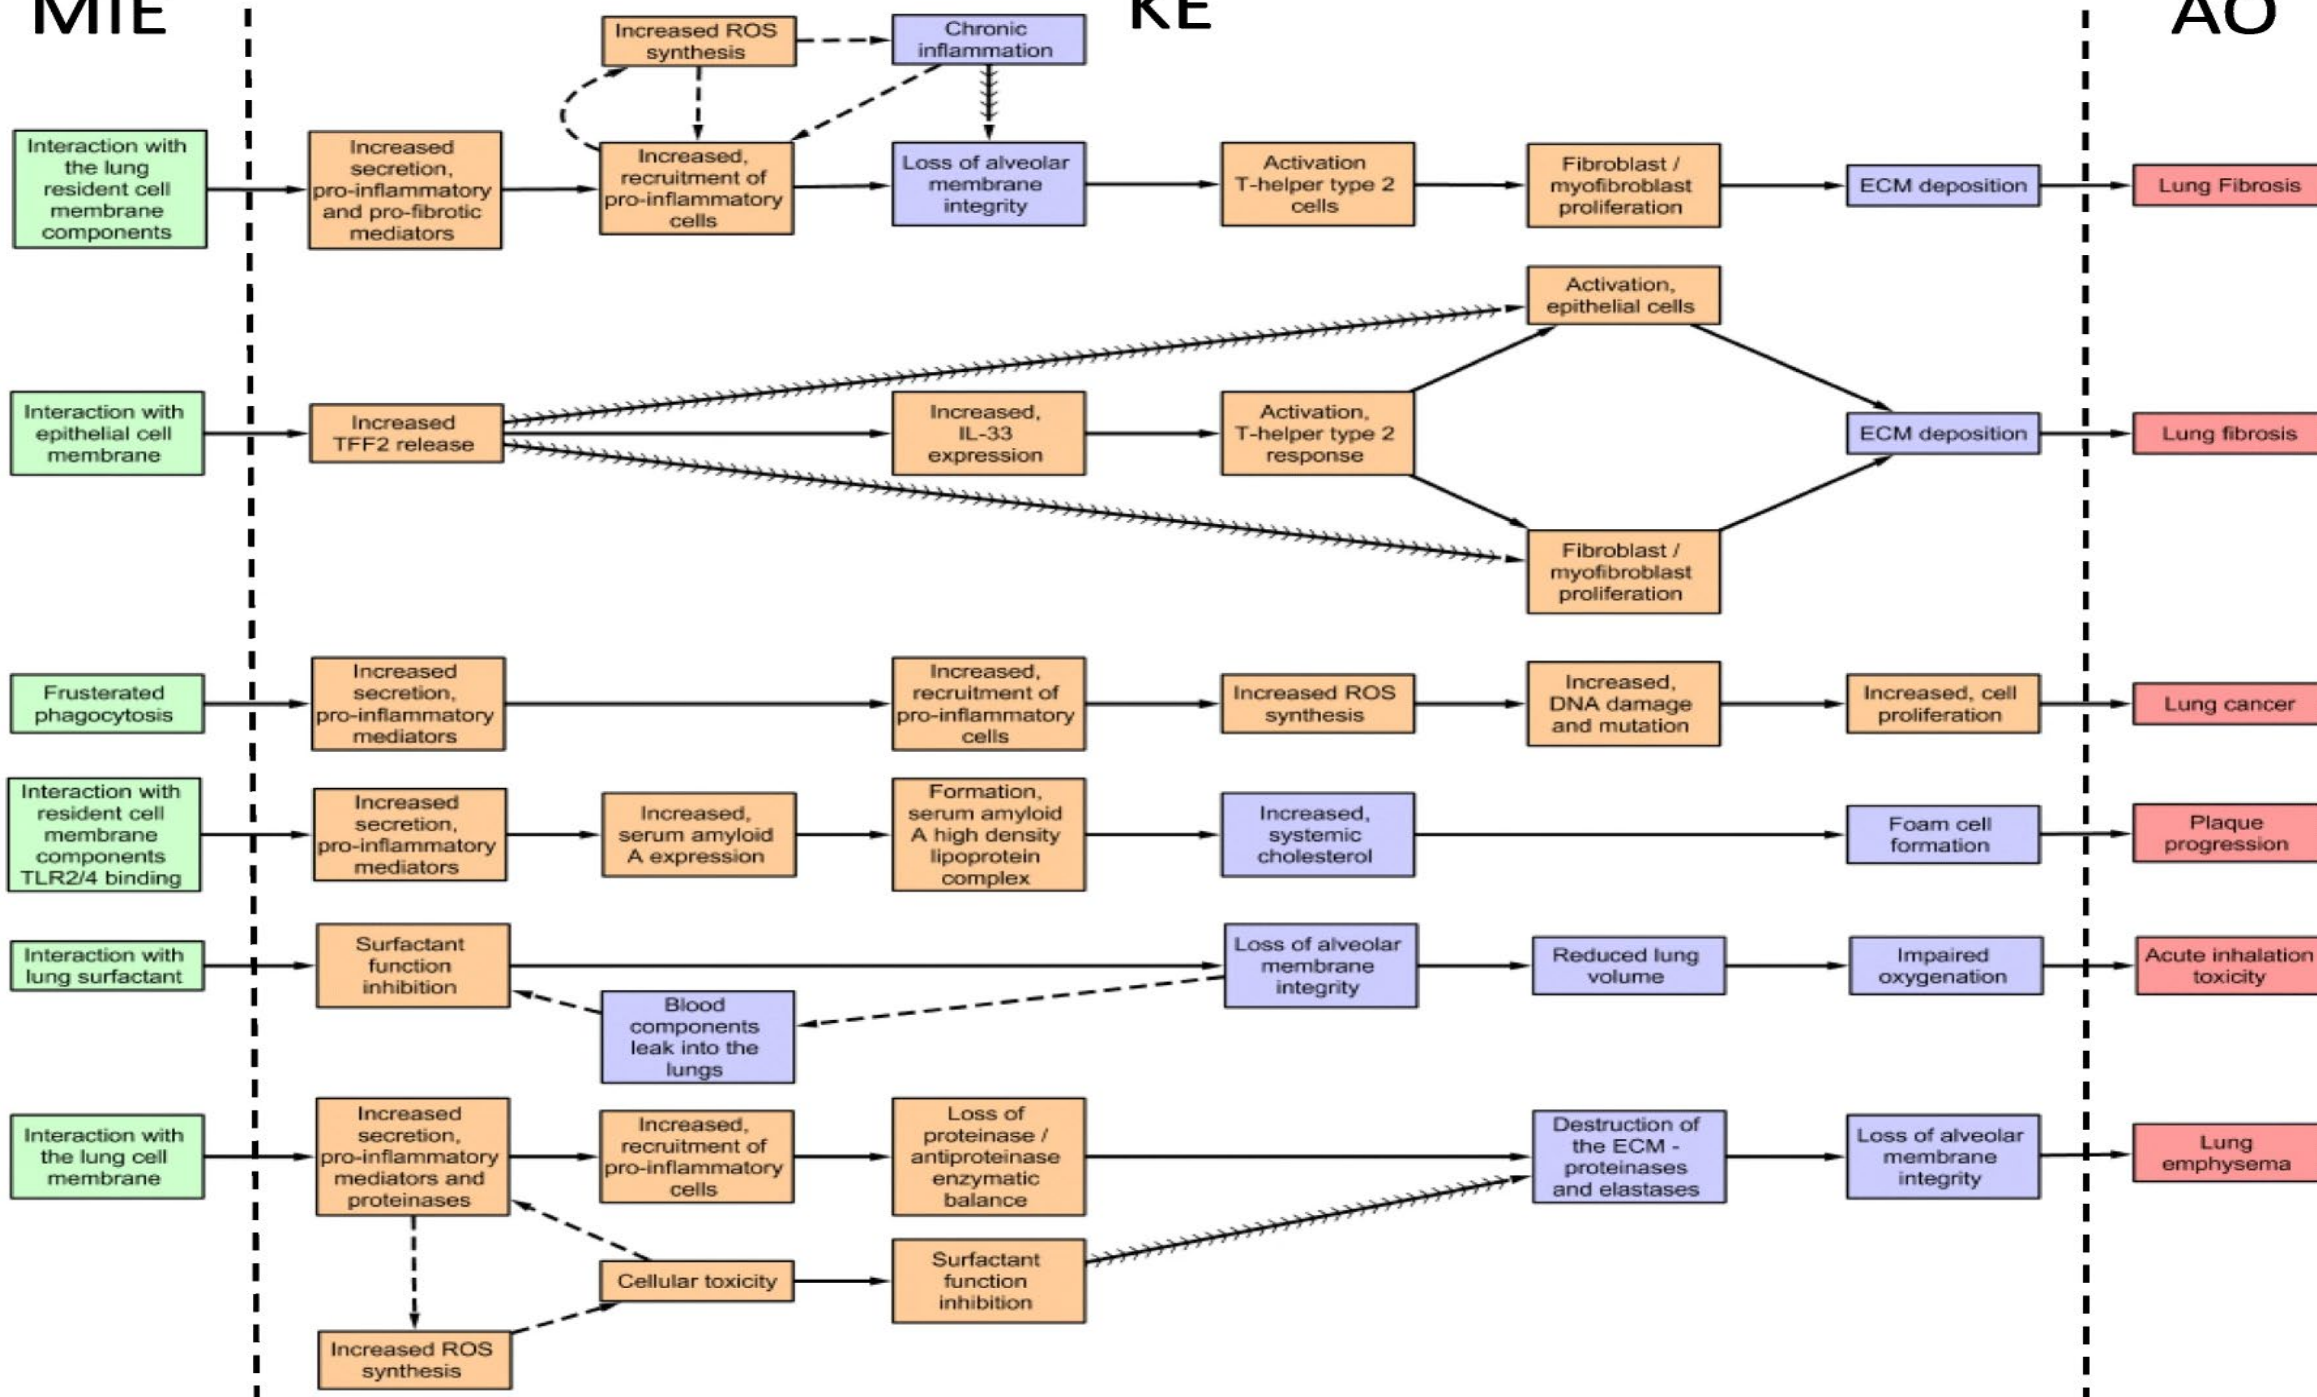 MIE
KE
AO
Increased ROS
synthesis
Chronic
inflammation
Interaction with
the lung
resident cell
membrane
components
Increased
secretion,
pro-inflammatory
and pro-fibrotic
mediators
Increased,
recruitment of
pro-inflammatory
cells
Loss of alveolar
membrane
integrity
Activation
T-helper type 2
cells
Fibroblast /
myofibroblast
proliferation
ECM deposition
Lung Fibrosis
Activation,
epithelial cells
Interaction with
epithelial cell
membrane
Increased
TFF2 release
Increased,
IL-33
expression
Activation,
T-helper type 2
response
ECM deposition
Lung fibrosis
Fibroblast /
myofibroblast
proliferation
Frusterated
phagocytosis
Increased
secretion,
pro-inflammatory
mediators
Increased,
recruitment of
pro-inflammatory
cells
Increased ROS
synthesis
Increased,
DNA damage
and mutation
Increased, cell
proliferation
Lung cancer
Interaction with
resident cell
membrane
components
TLR2/4 binding
Increased
secretion,
pro-inflammatory
mediators
Increased,
serum amyloid
A expression
Formation,
serum amyloid
A high density
lipoprotein
complex
Increased,
systemic
cholesterol
Foam cell
formation
Plaque
progression
Interaction with
lung surfactant
Surfactant
function
inhibition
Blood
components
leak into the
lungs
Loss of alveolar
membrane
integrity
Reduced lung
volume
Impaired
oxygenation
Acute inhalation
toxicity
Interaction with
the lung cell
membrane
Increased
secretion,
pro-inflammatory
mediators and
proteinases
Increased,
recruitment of
pro-inflammatory
cells
Loss of
proteinase /
antiproteinase
enzymatic
balance
Destruction of
the ECM -
proteinases
and elastases
Loss of alveolar
membrane
integrity
Lung
emphysema
Cellular toxicity
Surfactant
function
inhibition
Increased ROS
synthesis